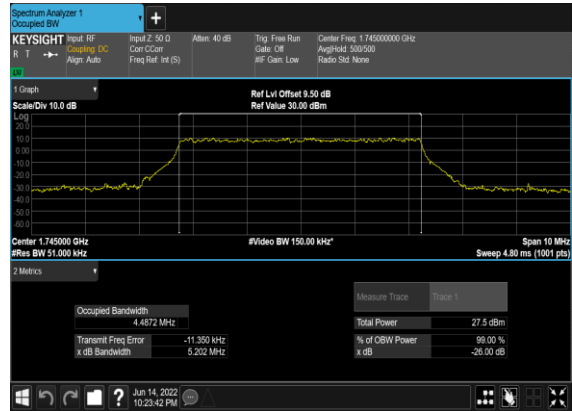 Spectrum Analyzer 1
Occupied BW
+
KEYSIGHT Input: RF Input Z: 50 Ω Atten: 40 dB Trig: Free Run Center Freq: 1.745000000 GHz
R T Coupling: DC Corr CCorr Gate: Off Avg|Hold: 500/500
Align: Auto Freq Ref: Int (S) #IF Gain: Low Radio Std: None
LW
1 Graph
Ref Lvl Offset 9.50 dB
Scale/Div 10.0 dB Ref Value 30.00 dBm
Log
20.0
10.0
0.00
-10.0
-20.0
-30.0
-40.0
-50.0
-60.0
Center 1.745000 GHz #Video BW 150.00 kHz* Span 10 MHz
#Res BW 51.000 kHz Sweep 4.80 ms (1001 pts)
2 Metrics
Measure Trace Trace 1
Occupied Bandwidth
4.4872 MHz Total Power 27.5 dBm
Transmit Freq Error -11.350 kHz % of OBW Power 99.00 %
x dB Bandwidth 5.202 MHz x dB -26.00 dB
? Jun 14, 2022
10:23:42 PM